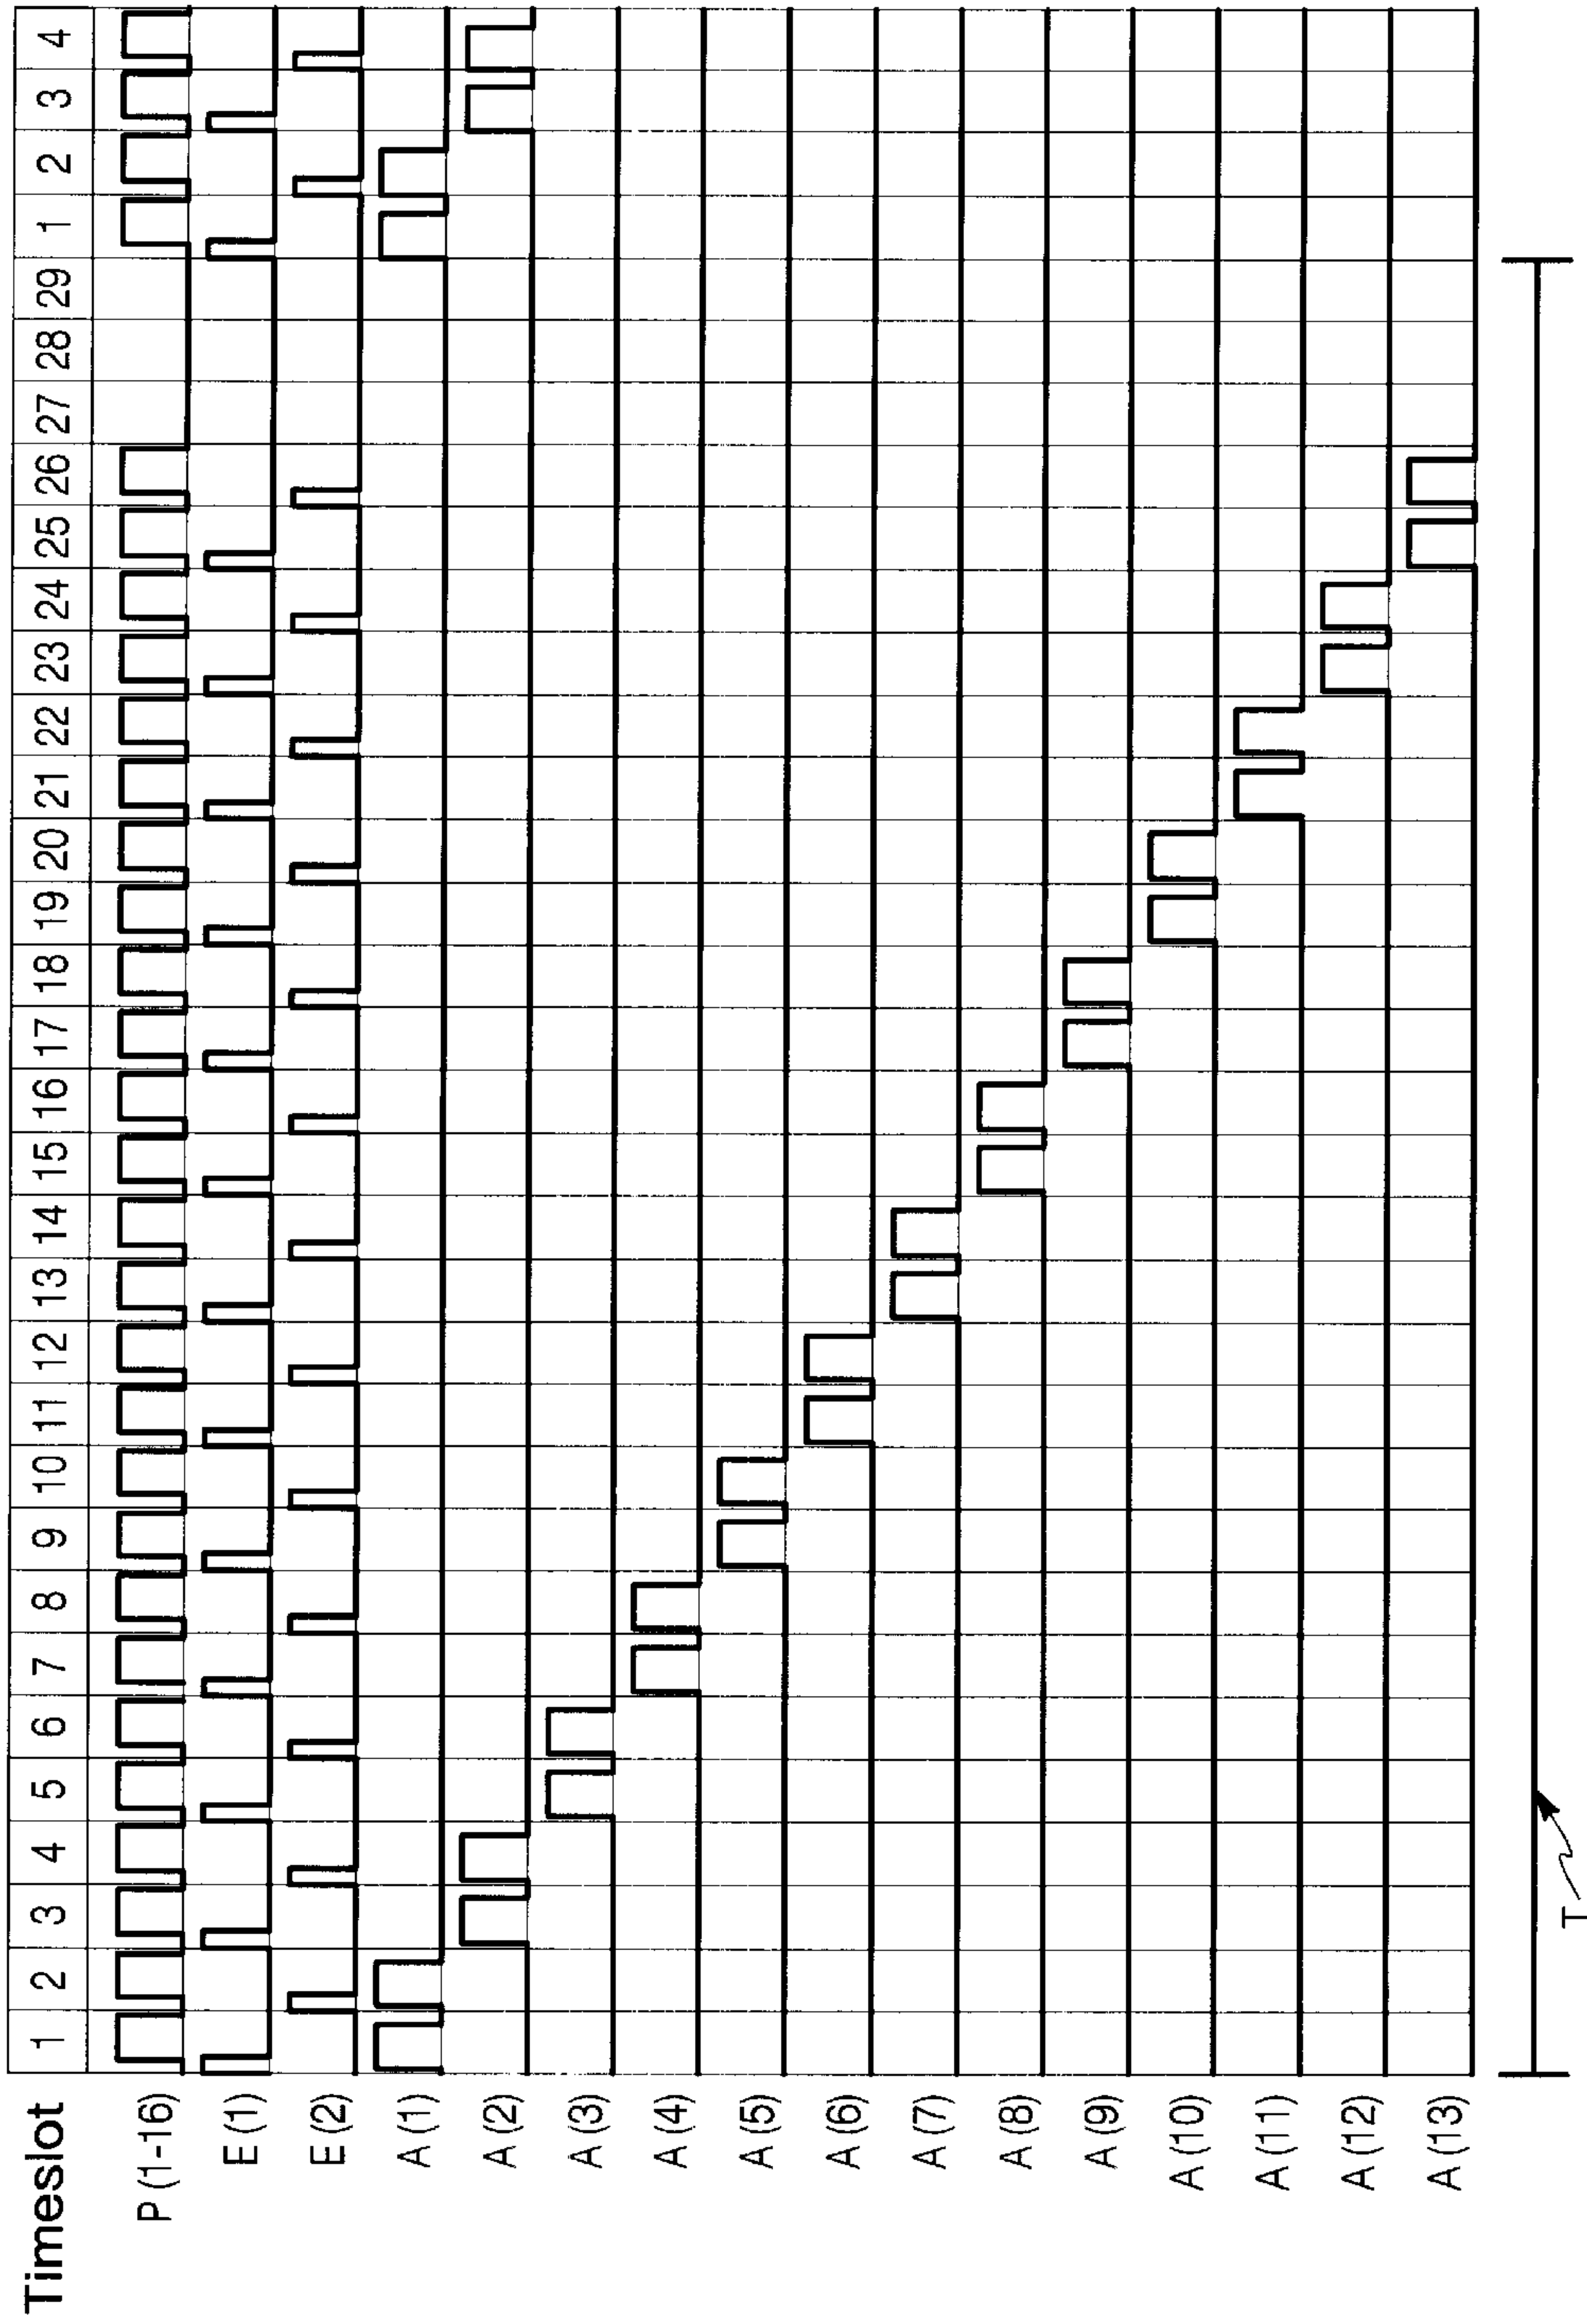 Timeslot 1 2 3 4 5 6 7 8 9 10 11 12 13 14 15 16 17 18 19 20 21 22 23 24 25 26 27 28 29 1 2 3 4
P (1-16)
E (1)
E (2)
A (1)
A (2)
A (3)
A (4)
A (5)
A (6)
A (7)
A (8)
A (9)
A (10)
A (11)
A (12)
A (13)
T